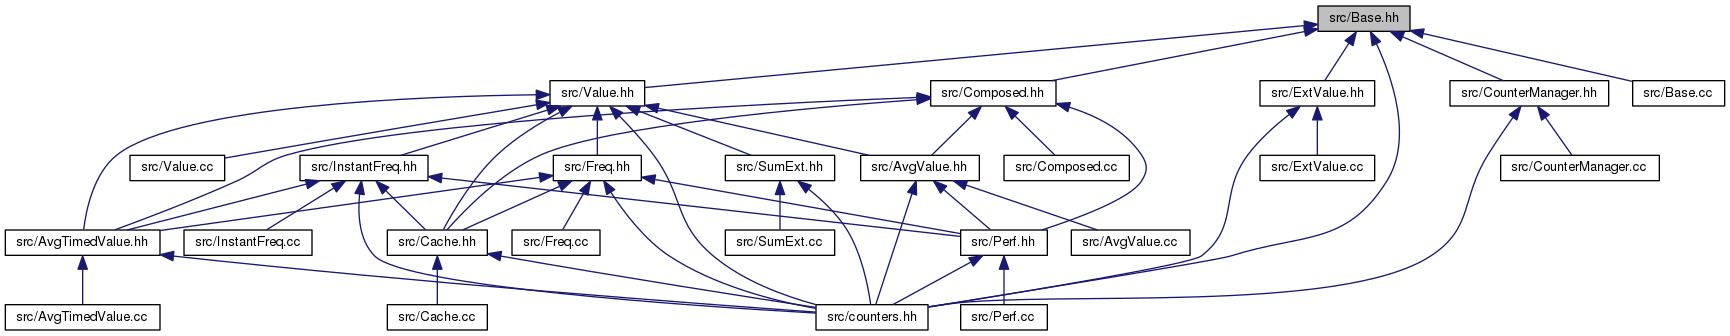 src/Base.hh
src/Value.hh
src/Composed.hh
src/ExtValue.hh
src/CounterManager.hh
src/Base.cc
src/Value.cc
src/InstantFreq.hh
src/Freq.hh
src/SumExt.hh
src/AvgValue.hh
src/Composed.cc
src/ExtValue.cc
src/CounterManager.cc
src/AvgTimedValue.hh
src/InstantFreq.cc
src/Cache.hh
src/Freq.cc
src/SumExt.cc
src/Perf.hh
src/AvgValue.cc
src/AvgTimedValue.cc
src/Cache.cc
src/counters.hh
src/Perf.cc